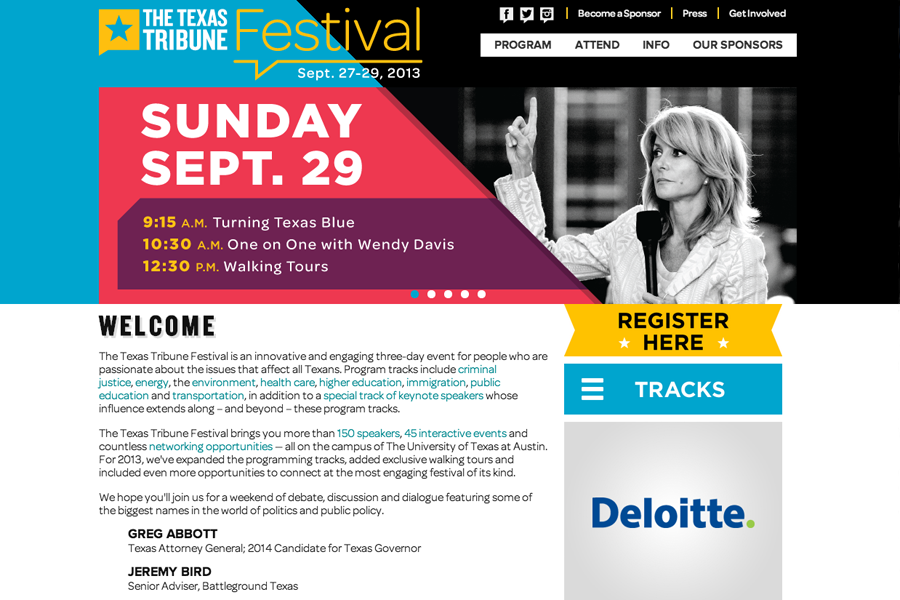 THE TEXAS
TRIBUNE
Festival
Sept. 27-29, 2013
Become a Sponsor
Press
Get Involved
PROGRAM
ATTEND
INFO
OUR SPONSORS
SUNDAY
SEPT. 29
9:15 A.M. Turning Texas Blue
10:30 A.M. One on One with Wendy Davis
12:30 P.M. Walking Tours
WELCOME
The Texas Tribune Festival is an innovative and engaging three-day event for people who are
passionate about the issues that affect all Texans. Program tracks include criminal
justice, energy, the environment, health care, higher education, immigration, public
education and transportation, in addition to a special track of keynote speakers whose
influence extends along – and beyond – these program tracks.
The Texas Tribune Festival brings you more than 150 speakers, 45 interactive events and
countless networking opportunities — all on the campus of The University of Texas at Austin.
For 2013, we've expanded the programming tracks, added exclusive walking tours and
included even more opportunities to connect at the most engaging festival of its kind.
We hope you'll join us for a weekend of debate, discussion and dialogue featuring some of
the biggest names in the world of politics and public policy.
GREG ABBOTT
Texas Attorney General; 2014 Candidate for Texas Governor
JEREMY BIRD
Senior Adviser, Battleground Texas
REGISTER
HERE
TRACKS
Deloitte.